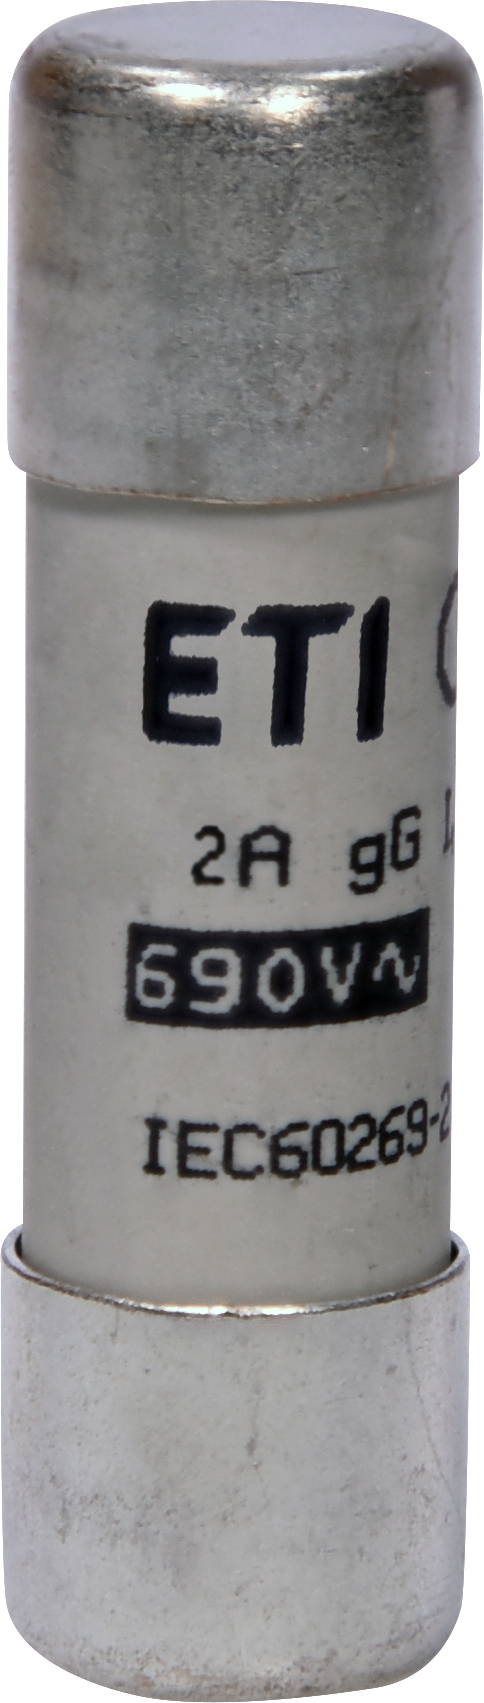 ETI
2A gG
690V~
IEC60269-2